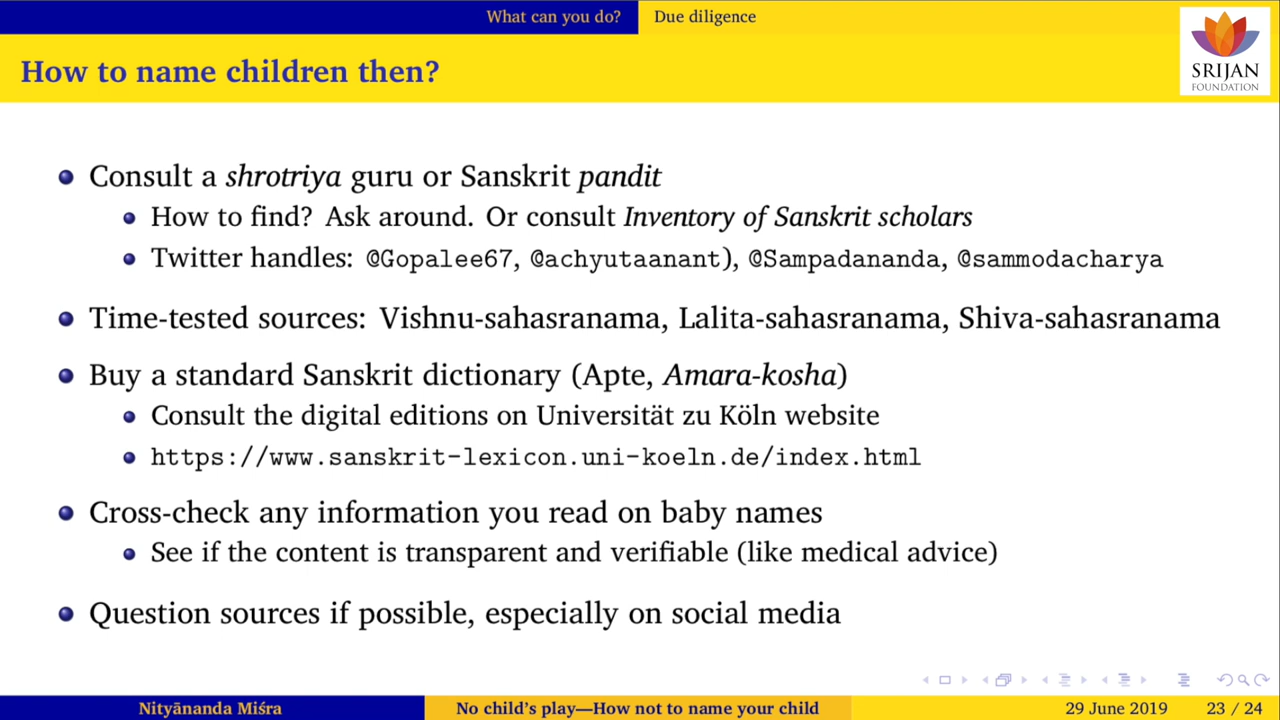 What can you do? Due diligence
How to name children then?
SRIJAN
FOUNDATION
Consult a shrotriya guru or Sanskrit pandit
How to find? Ask around. Or consult Inventory of Sanskrit scholars
Twitter handles: @Gopalee67, @achyutaanant), @Sampadananda, @sammodacharya
Time-tested sources: Vishnu-sahasranama, Lalita-sahasranama, Shiva-sahasranama
Buy a standard Sanskrit dictionary (Apte, Amara-kosha)
Consult the digital editions on Universität zu Köln website
https://www.sanskrit-lexicon.uni-koeln.de/index.html
Cross-check any information you read on baby names
See if the content is transparent and verifiable (like medical advice)
Question sources if possible, especially on social media
Nityānanda Miśra No child's play—How not to name your child 29 June 2019 23 / 24